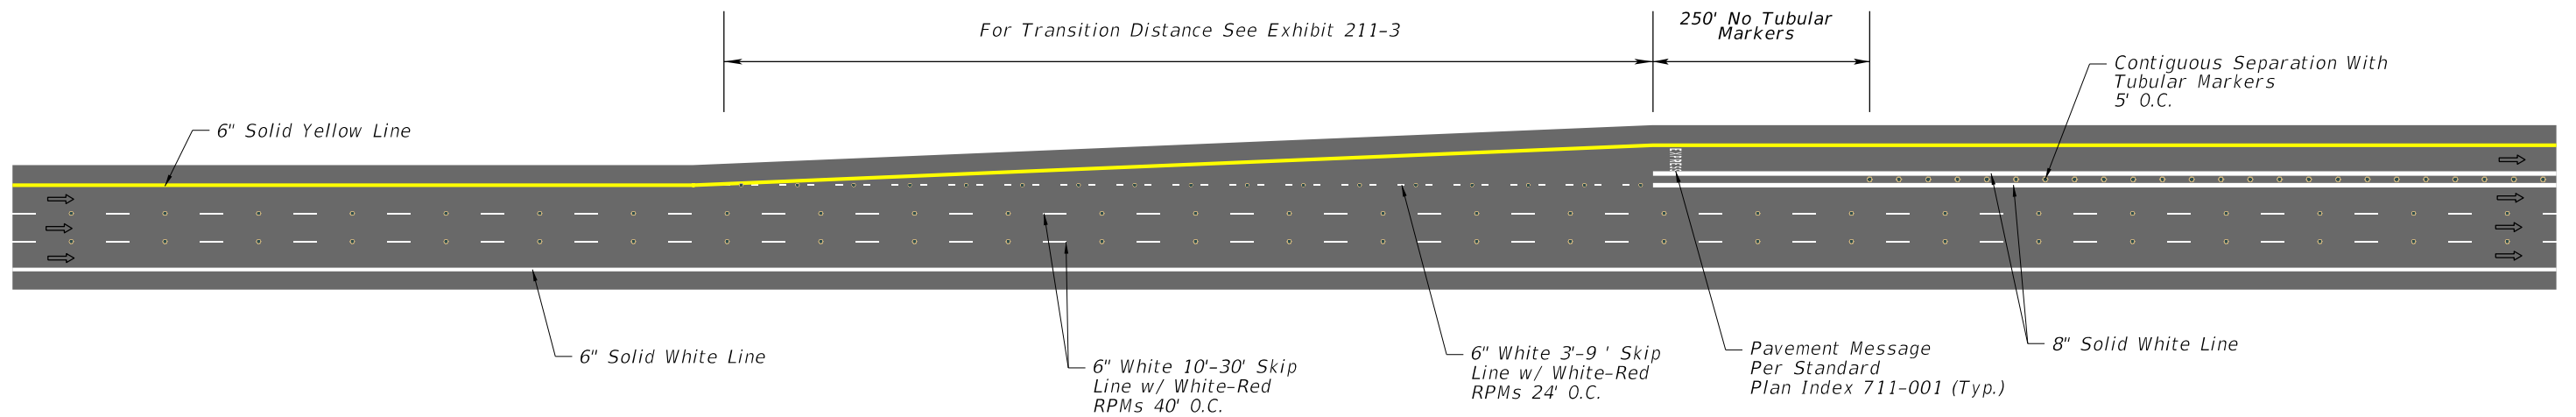 For Transition Distance See Exhibit 211-3
250' No Tubular
Markers
Contiguous Separation With
Tubular Markers
5' O.C.
6" Solid Yellow Line
EXPRESS
6" Solid White Line
6" White 10'-30' Skip
Line w/ White-Red
RPMs 40' O.C.
6" White 3'-9 ' Skip
Line w/ White-Red
RPMs 24' O.C.
Pavement Message
Per Standard
Plan Index 711-001 (Typ.)
8" Solid White Line